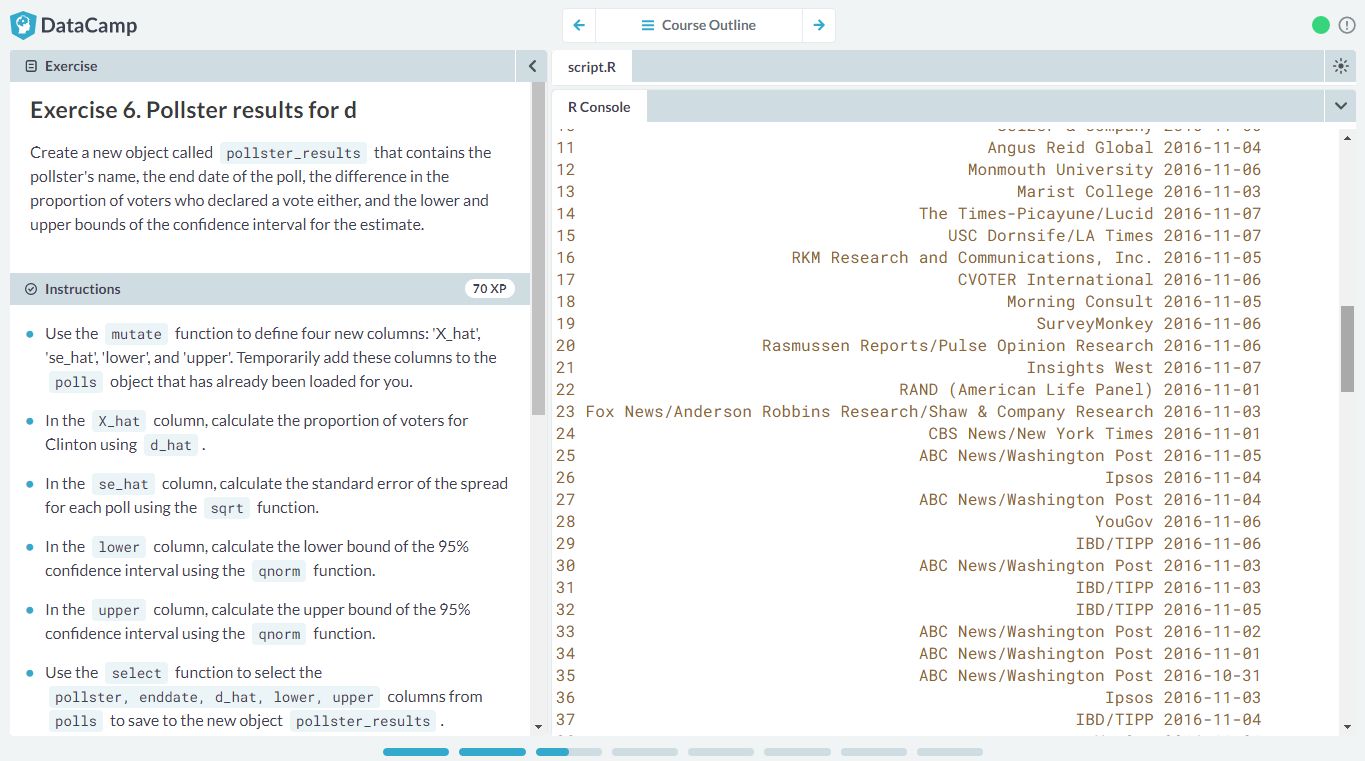 DataCamp
Course Outline
Exercise
Exercise 6. Pollster results for d
Create a new object called pollster_results that contains the
pollster's name, the end date of the poll, the difference in the
proportion of voters who declared a vote either, and the lower and
upper bounds of the confidence interval for the estimate.
Instructions
70 XP
Use the mutate function to define four new columns: 'X_hat',
'se_hat', 'lower', and 'upper'. Temporarily add these columns to the
polls object that has already been loaded for you.
In the X_hat column, calculate the proportion of voters for
Clinton using d_hat .
In the se_hat column, calculate the standard error of the spread
for each poll using the sqrt function.
In the lower column, calculate the lower bound of the 95%
confidence interval using the qnorm function.
In the upper column, calculate the upper bound of the 95%
confidence interval using the qnorm function.
Use the select function to select the
pollster, enddate, d_hat, lower, upper columns from
polls to save to the new object pollster_results .
script.R
R Console
11 Angus Reid Global 2016-11-04
12 Monmouth University 2016-11-06
13 Marist College 2016-11-03
14 The Times-Picayune/Lucid 2016-11-07
15 USC Dornsife/LA Times 2016-11-07
16 RKM Research and Communications, Inc. 2016-11-05
17 CVOTER International 2016-11-06
18 Morning Consult 2016-11-05
19 SurveyMonkey 2016-11-06
20 Rasmussen Reports/Pulse Opinion Research 2016-11-06
21 Insights West 2016-11-07
22 RAND (American Life Panel) 2016-11-01
23 Fox News/Anderson Robbins Research/Shaw & Company Research 2016-11-03
24 CBS News/New York Times 2016-11-01
25 ABC News/Washington Post 2016-11-05
26 Ipsos 2016-11-04
27 ABC News/Washington Post 2016-11-04
28 YouGov 2016-11-06
29 IBD/TIPP 2016-11-06
30 ABC News/Washington Post 2016-11-03
31 IBD/TIPP 2016-11-03
32 IBD/TIPP 2016-11-05
33 ABC News/Washington Post 2016-11-02
34 ABC News/Washington Post 2016-11-01
35 ABC News/Washington Post 2016-10-31
36 Ipsos 2016-11-03
37 IBD/TIPP 2016-11-04